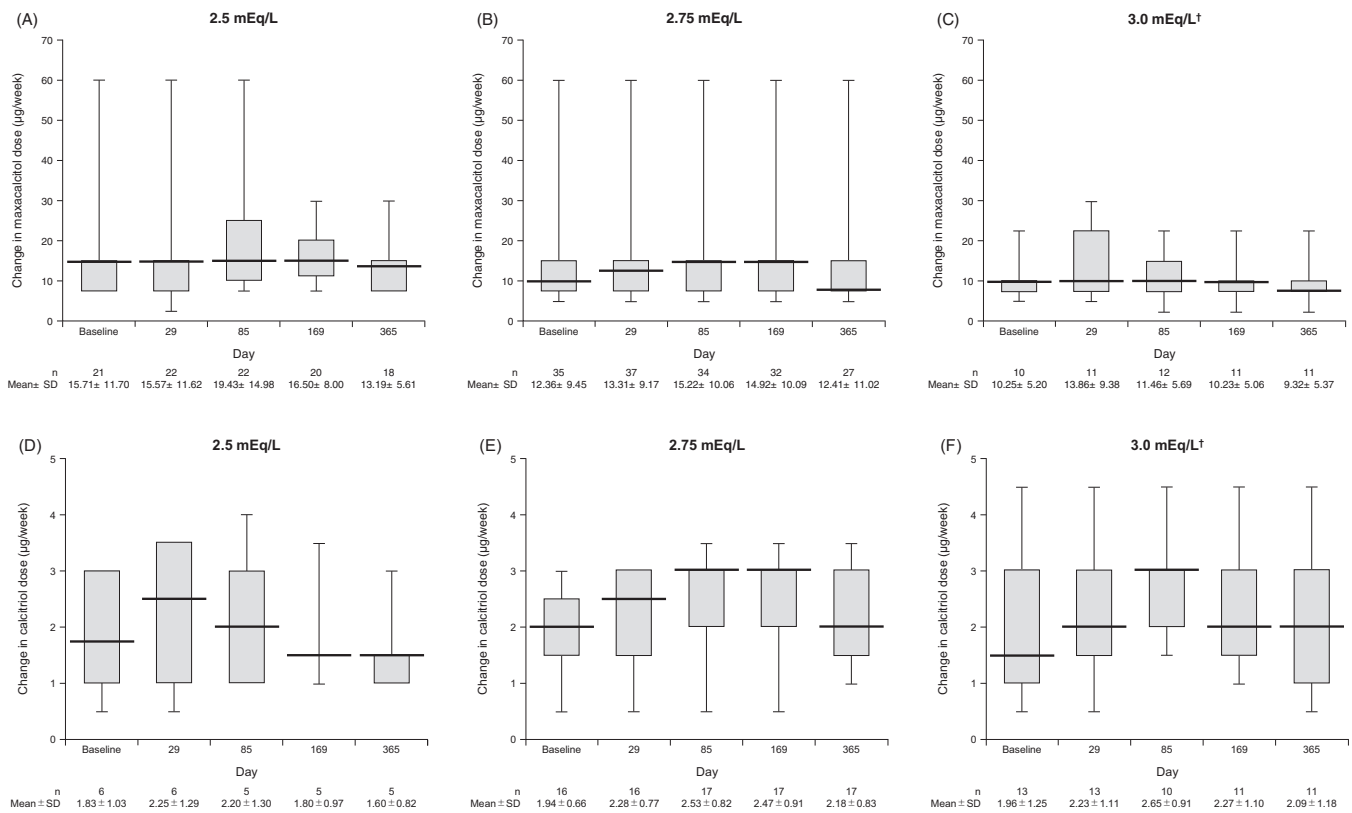 (A) 2.5 mEq/L
Change in maxacalcitol dose (µg/week)
70
60
50
40
30
20
10
0
Baseline 29 85 169 365
Day
n 21 22 22 20 18
Mean± SD 15.71± 11.70 15.57± 11.62 19.43± 14.98 16.50± 8.00 13.19± 5.61
(B) 2.75 mEq/L
Change in maxacalcitol dose (µg/week)
70
60
50
40
30
20
10
0
Baseline 29 85 169 365
Day
n 35 37 34 32 27
Mean± SD 12.36± 9.45 13.31± 9.17 15.22± 10.06 14.92± 10.09 12.41± 11.02
(C) 3.0 mEq/L†
Change in maxacalcitol dose (µg/week)
70
60
50
40
30
20
10
0
Baseline 29 85 169 365
Day
n 10 11 12 11 11
Mean± SD 10.25± 5.20 13.86± 9.38 11.46± 5.69 10.23± 5.06 9.32± 5.37
(D) 2.5 mEq/L
Change in calcitriol dose (µg/week)
5
4
3
2
1
0
Baseline 29 85 169 365
Day
n 6 6 5 5 5
Mean±SD 1.83±1.03 2.25±1.29 2.20±1.30 1.80±0.97 1.60±0.82
(E) 2.75 mEq/L
Change in calcitriol dose (µg/week)
5
4
3
2
1
0
Baseline 29 85 169 365
Day
n 16 16 17 17 17
Mean±SD 1.94±0.66 2.28±0.77 2.53±0.82 2.47±0.91 2.18±0.83
(F) 3.0 mEq/L†
Change in calcitriol dose (µg/week)
5
4
3
2
1
0
Baseline 29 85 169 365
Day
n 13 13 10 11 11
Mean±SD 1.96±1.25 2.23±1.11 2.65±0.91 2.27±1.10 2.09±1.18